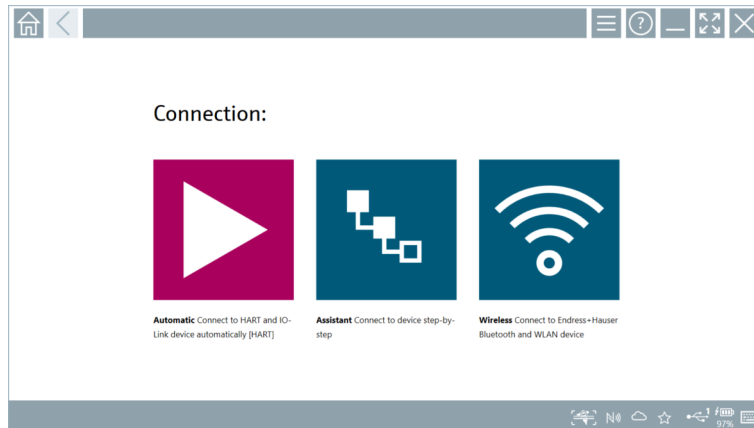 Connection:
Automatic Connect to HART and IO-
Link device automatically [HART]
Assistant Connect to device step-by-
step
Wireless Connect to Endress+Hauser
Bluetooth and WLAN device
1
97%